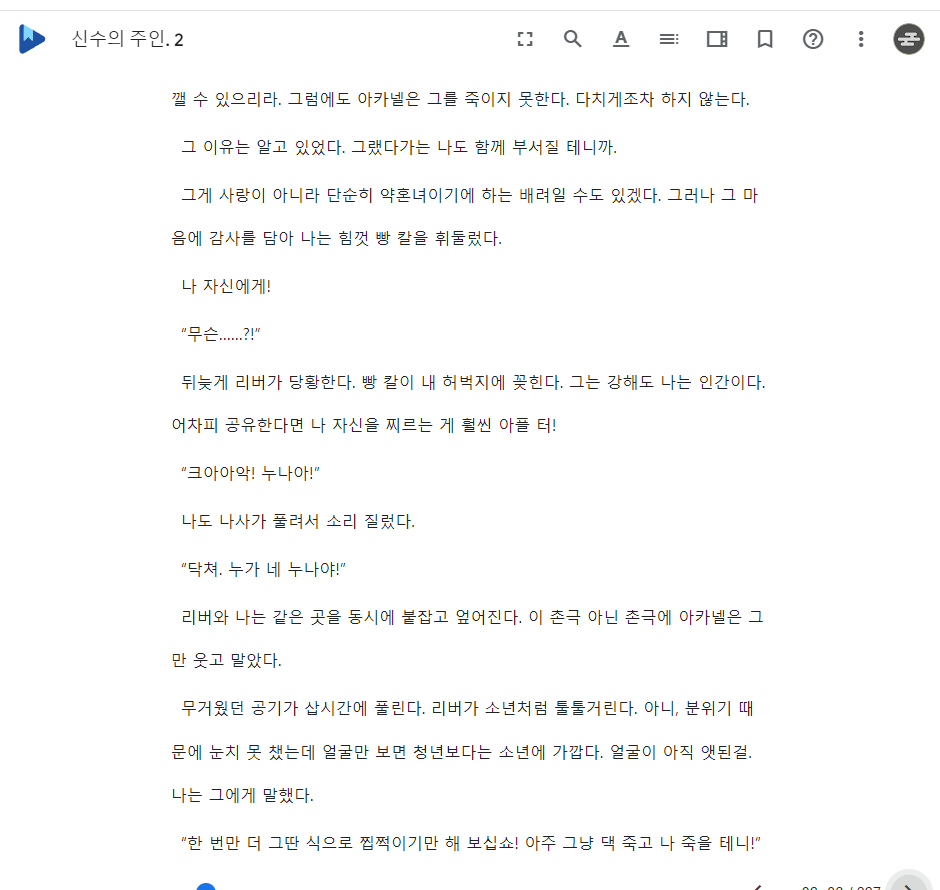 신수의 주인. 2
깰 수 있으리라. 그럼에도 아카넬은 그를 죽이지 못한다. 다치게조차 하지 않는다.
그 이유는 알고 있었다. 그랬다가는 나도 함께 부서질 테니까.
그게 사랑이 아니라 단순히 약혼녀이기에 하는 배려일 수도 있겠다. 그러나 그 마
음에 감사를 담아 나는 힘껏 빵 칼을 휘둘렀다.
나 자신에게!
“무슨......?!”
뒤늦게 리버가 당황한다. 빵 칼이 내 허벅지에 꽂힌다. 그는 강해도 나는 인간이다.
어차피 공유한다면 나 자신을 찌르는 게 훨씬 아플 터!
“크아아악! 누나아!”
나도 나사가 풀려서 소리 질렀다.
“닥쳐. 누가 네 누나야!”
리버와 나는 같은 곳을 동시에 붙잡고 엎어진다. 이 촌극 아닌 촌극에 아카넬은 그
만 웃고 말았다.
무거웠던 공기가 삽시간에 풀린다. 리버가 소년처럼 툴툴거린다. 아니, 분위기 때
문에 눈치 못 챘는데 얼굴만 보면 청년보다는 소년에 가깝다. 얼굴이 아직 앳된걸.
나는 그에게 말했다.
“한 번만 더 그딴 식으로 찝쩍이기만 해 보십쇼! 아주 그냥 댁 죽고 나 죽을 테니!”